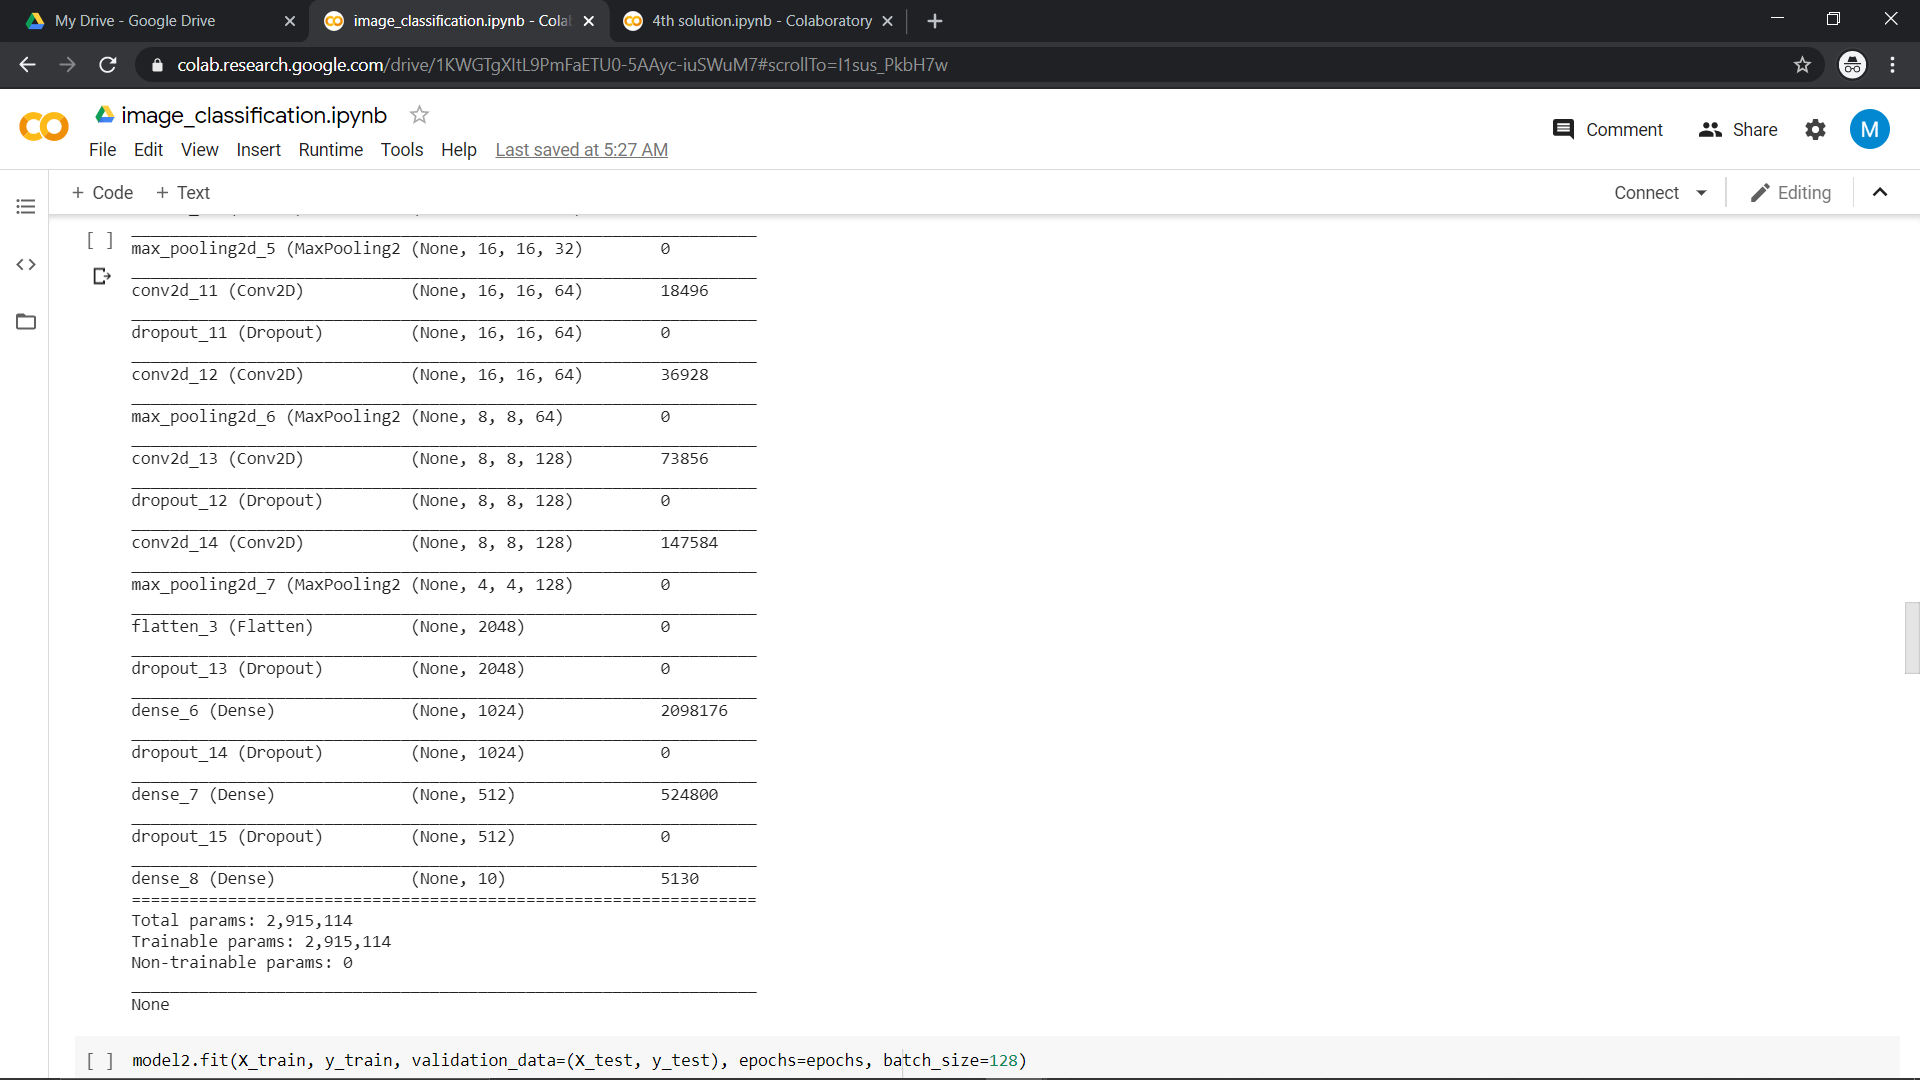 My Drive - Google Drive
image_classification.ipynb - Cola
4th solution.ipynb - Colaboratory
colab.research.google.com/drive/1KWGTgXItL9PmFaETU0-5AAyc-iuSWuM7#scrollTo=I1sus_PkbH7w
image_classification.ipynb
Comment Share M
File Edit View Insert Runtime Tools Help Last saved at 5:27 AM
+ Code + Text Connect Editing
[ ] max_pooling2d_5 (MaxPooling2 (None, 16, 16, 32) 0
conv2d_11 (Conv2D) (None, 16, 16, 64) 18496
dropout_11 (Dropout) (None, 16, 16, 64) 0
conv2d_12 (Conv2D) (None, 16, 16, 64) 36928
max_pooling2d_6 (MaxPooling2 (None, 8, 8, 64) 0
conv2d_13 (Conv2D) (None, 8, 8, 128) 73856
dropout_12 (Dropout) (None, 8, 8, 128) 0
conv2d_14 (Conv2D) (None, 8, 8, 128) 147584
max_pooling2d_7 (MaxPooling2 (None, 4, 4, 128) 0
flatten_3 (Flatten) (None, 2048) 0
dropout_13 (Dropout) (None, 2048) 0
dense_6 (Dense) (None, 1024) 2098176
dropout_14 (Dropout) (None, 1024) 0
dense_7 (Dense) (None, 512) 524800
dropout_15 (Dropout) (None, 512) 0
dense_8 (Dense) (None, 10) 5130
=================================================================
Total params: 2,915,114
Trainable params: 2,915,114
Non-trainable params: 0
None
[ ] model2.fit(X_train, y_train, validation_data=(X_test, y_test), epochs=epochs, batch_size=128)